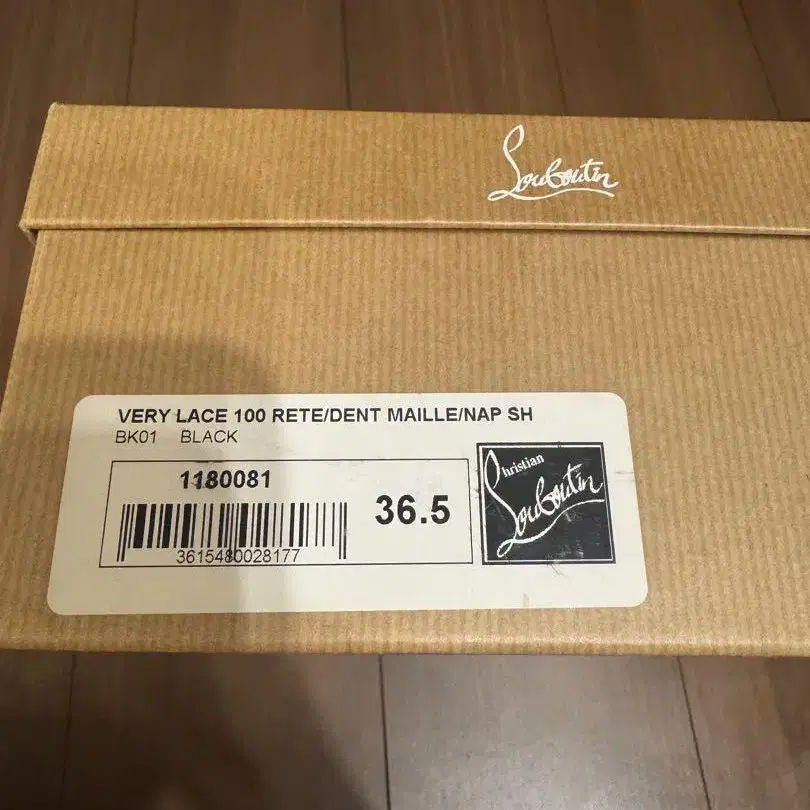 Louboutin
VERY LACE 100 RETE/DENT MAILLE/NAP SH
BK01 BLACK
1180081
36.5
3615480028177
Christian
Louboutin